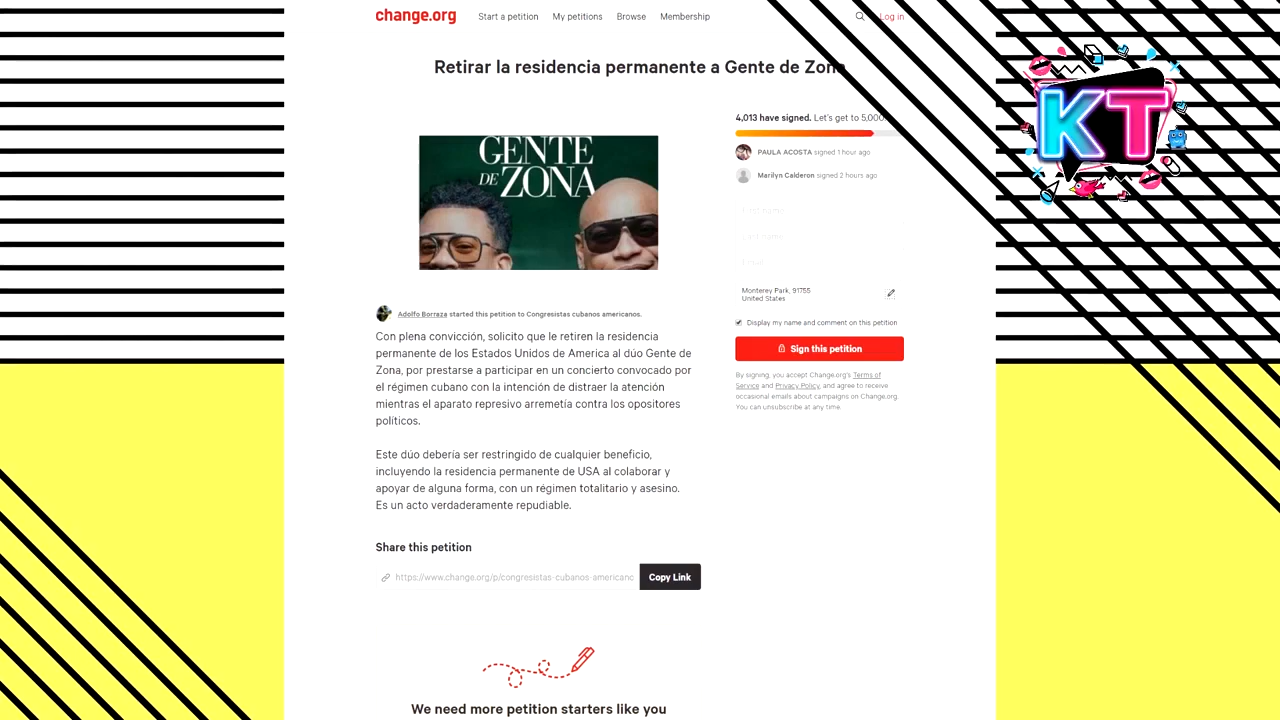 change.org
Start a petition
My petitions
Browse
Membership
Log in
Retirar la residencia permanente a Gente de Zona
KT
GENTE
DE ZONA
4,013 have signed. Let's get to 5,000
PAULA ACOSTA signed 1 hour ago
Marilyn Calderon signed 2 hours ago
First name
Last name
Email
Monterey Park, 91755
United States
Display my name and comment on this petition
Sign this petition
By signing, you accept Change.org's Terms of
Service and Privacy Policy, and agree to receive
occasional emails about campaigns on Change.org.
You can unsubscribe at any time.
Adolfo Borraza started this petition to Congresistas cubanos americanos.
Con plena convicción, solicito que le retiren la residencia
permanente de los Estados Unidos de America al dúo Gente de
Zona, por prestarse a participar en un concierto convocado por
el régimen cubano con la intención de distraer la atención
mientras el aparato represivo arremetía contra los opositores
políticos.
Este dúo debería ser restringido de cualquier beneficio,
incluyendo la residencia permanente de USA al colaborar y
apoyar de alguna forma, con un régimen totalitario y asesino.
Es un acto verdaderamente repudiable.
Share this petition
https://www.change.org/p/congresistas-cubanos-americanc
Copy Link
We need more petition starters like you